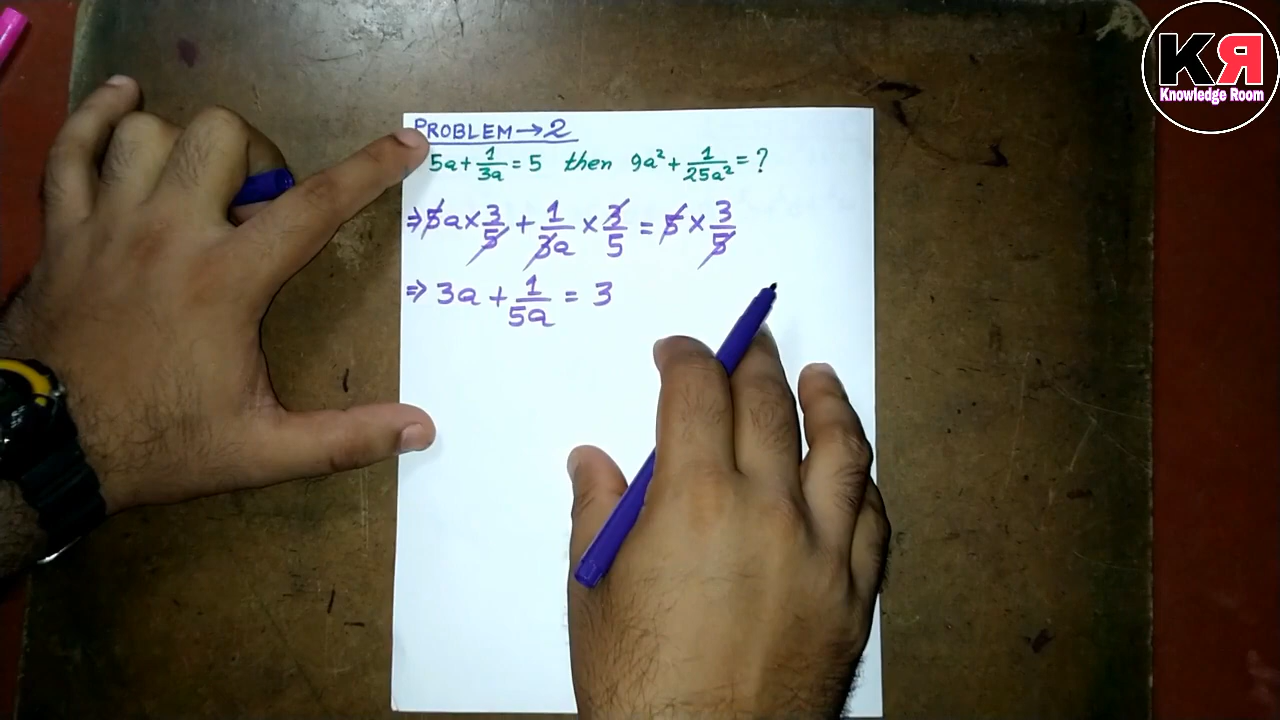 KЯ
Knowledge Room
PROBLEM → 2
5a + 1/3a = 5 then 9a² + 1/25a² = ?
⇒ 5a × 3/5 + 1/3a × 3/5 = 5 × 3/5
⇒ 3a + 1/5a = 3